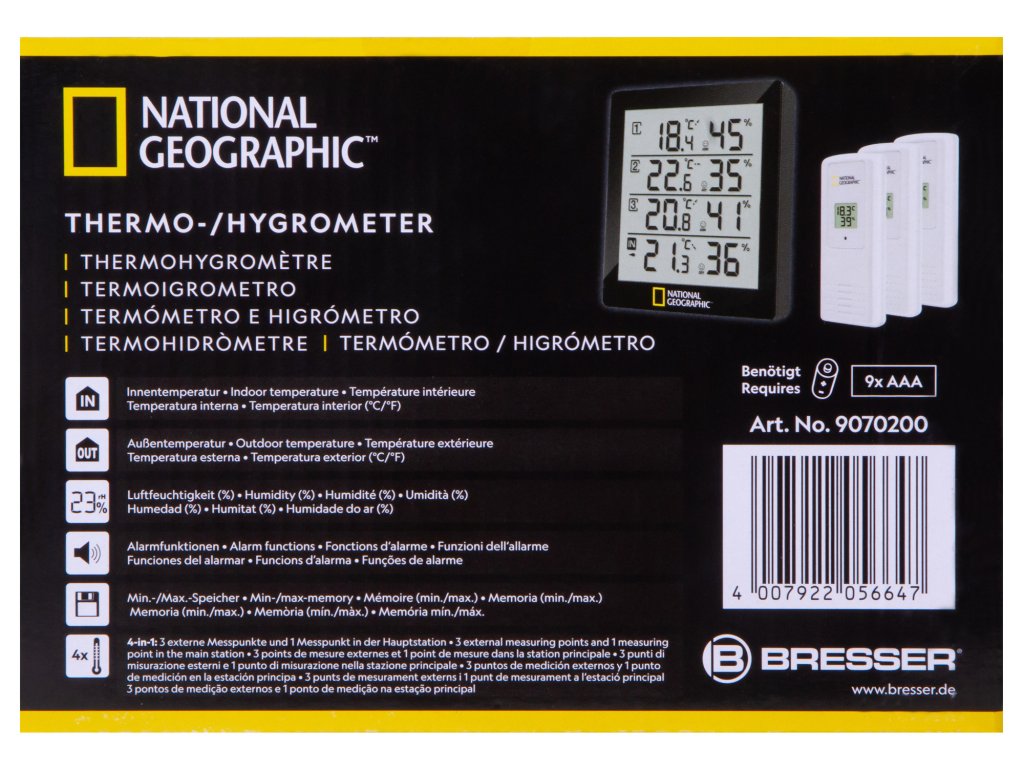 NATIONAL
GEOGRAPHIC™
THERMO-/HYGROMETER
| THERMOHYGROMÈTRE
| TERMOIGROMETRO
| TERMÓMETRO E HIGRÓMETRO
| TERMOHIDRÒMETRE | TERMÓMETRO / HIGRÓMETRO
IN
Innentemperatur • Indoor temperature • Température intérieure
Temperatura interna • Temperatura interior (°C/°F)
OUT
Außentemperatur • Outdoor temperature • Température extérieure
Temperatura esterna • Temperatura exterior (°C/°F)
23 rH %
Luftfeuchtigkeit (%) • Humidity (%) • Humidité (%) • Umidità (%)
Humedad (%) • Humitat (%) • Humidade do ar (%)
Alarmfunktionen • Alarm functions • Fonctions d'alarme • Funzioni dell'allarme
Funciones del alarmar • Funcions d'alarma • Funções de alarme
Min.-/Max.-Speicher • Min-/max-memory • Mémoire (min./max.) • Memoria (min./max.)
Memoria (mín./max.) • Memòria (mín./màx.) • Memória mín./máx.
4x
4-in-1: 3 externe Messpunkte und 1 Messpunkt in der Hauptstation • 3 external measuring points and 1 measuring
point in the main station • 3 points de mesure externes et 1 point de mesure dans la station principale • 3 punti di
misurazione esterni e 1 punto di misurazione nella stazione principale • 3 puntos de medición externos y 1 punto
de medición en la estación principa • 3 punts de mesurament externs i 1 punt de mesurament a l'estació principal
3 pontos de medição externos e 1 ponto de medição na estação principal
1 18.4 °C 45 %
2 22.6 °C 35 %
3 20.8 °C 41 %
IN 21.3 °C 36 %
NATIONAL
GEOGRAPHIC
NATIONAL
GEOGRAPHIC
18.3°C
39%
Benötigt
Requires
9x AAA
Art. No. 9070200
4 007922 056647
B BRESSER®
www.bresser.de